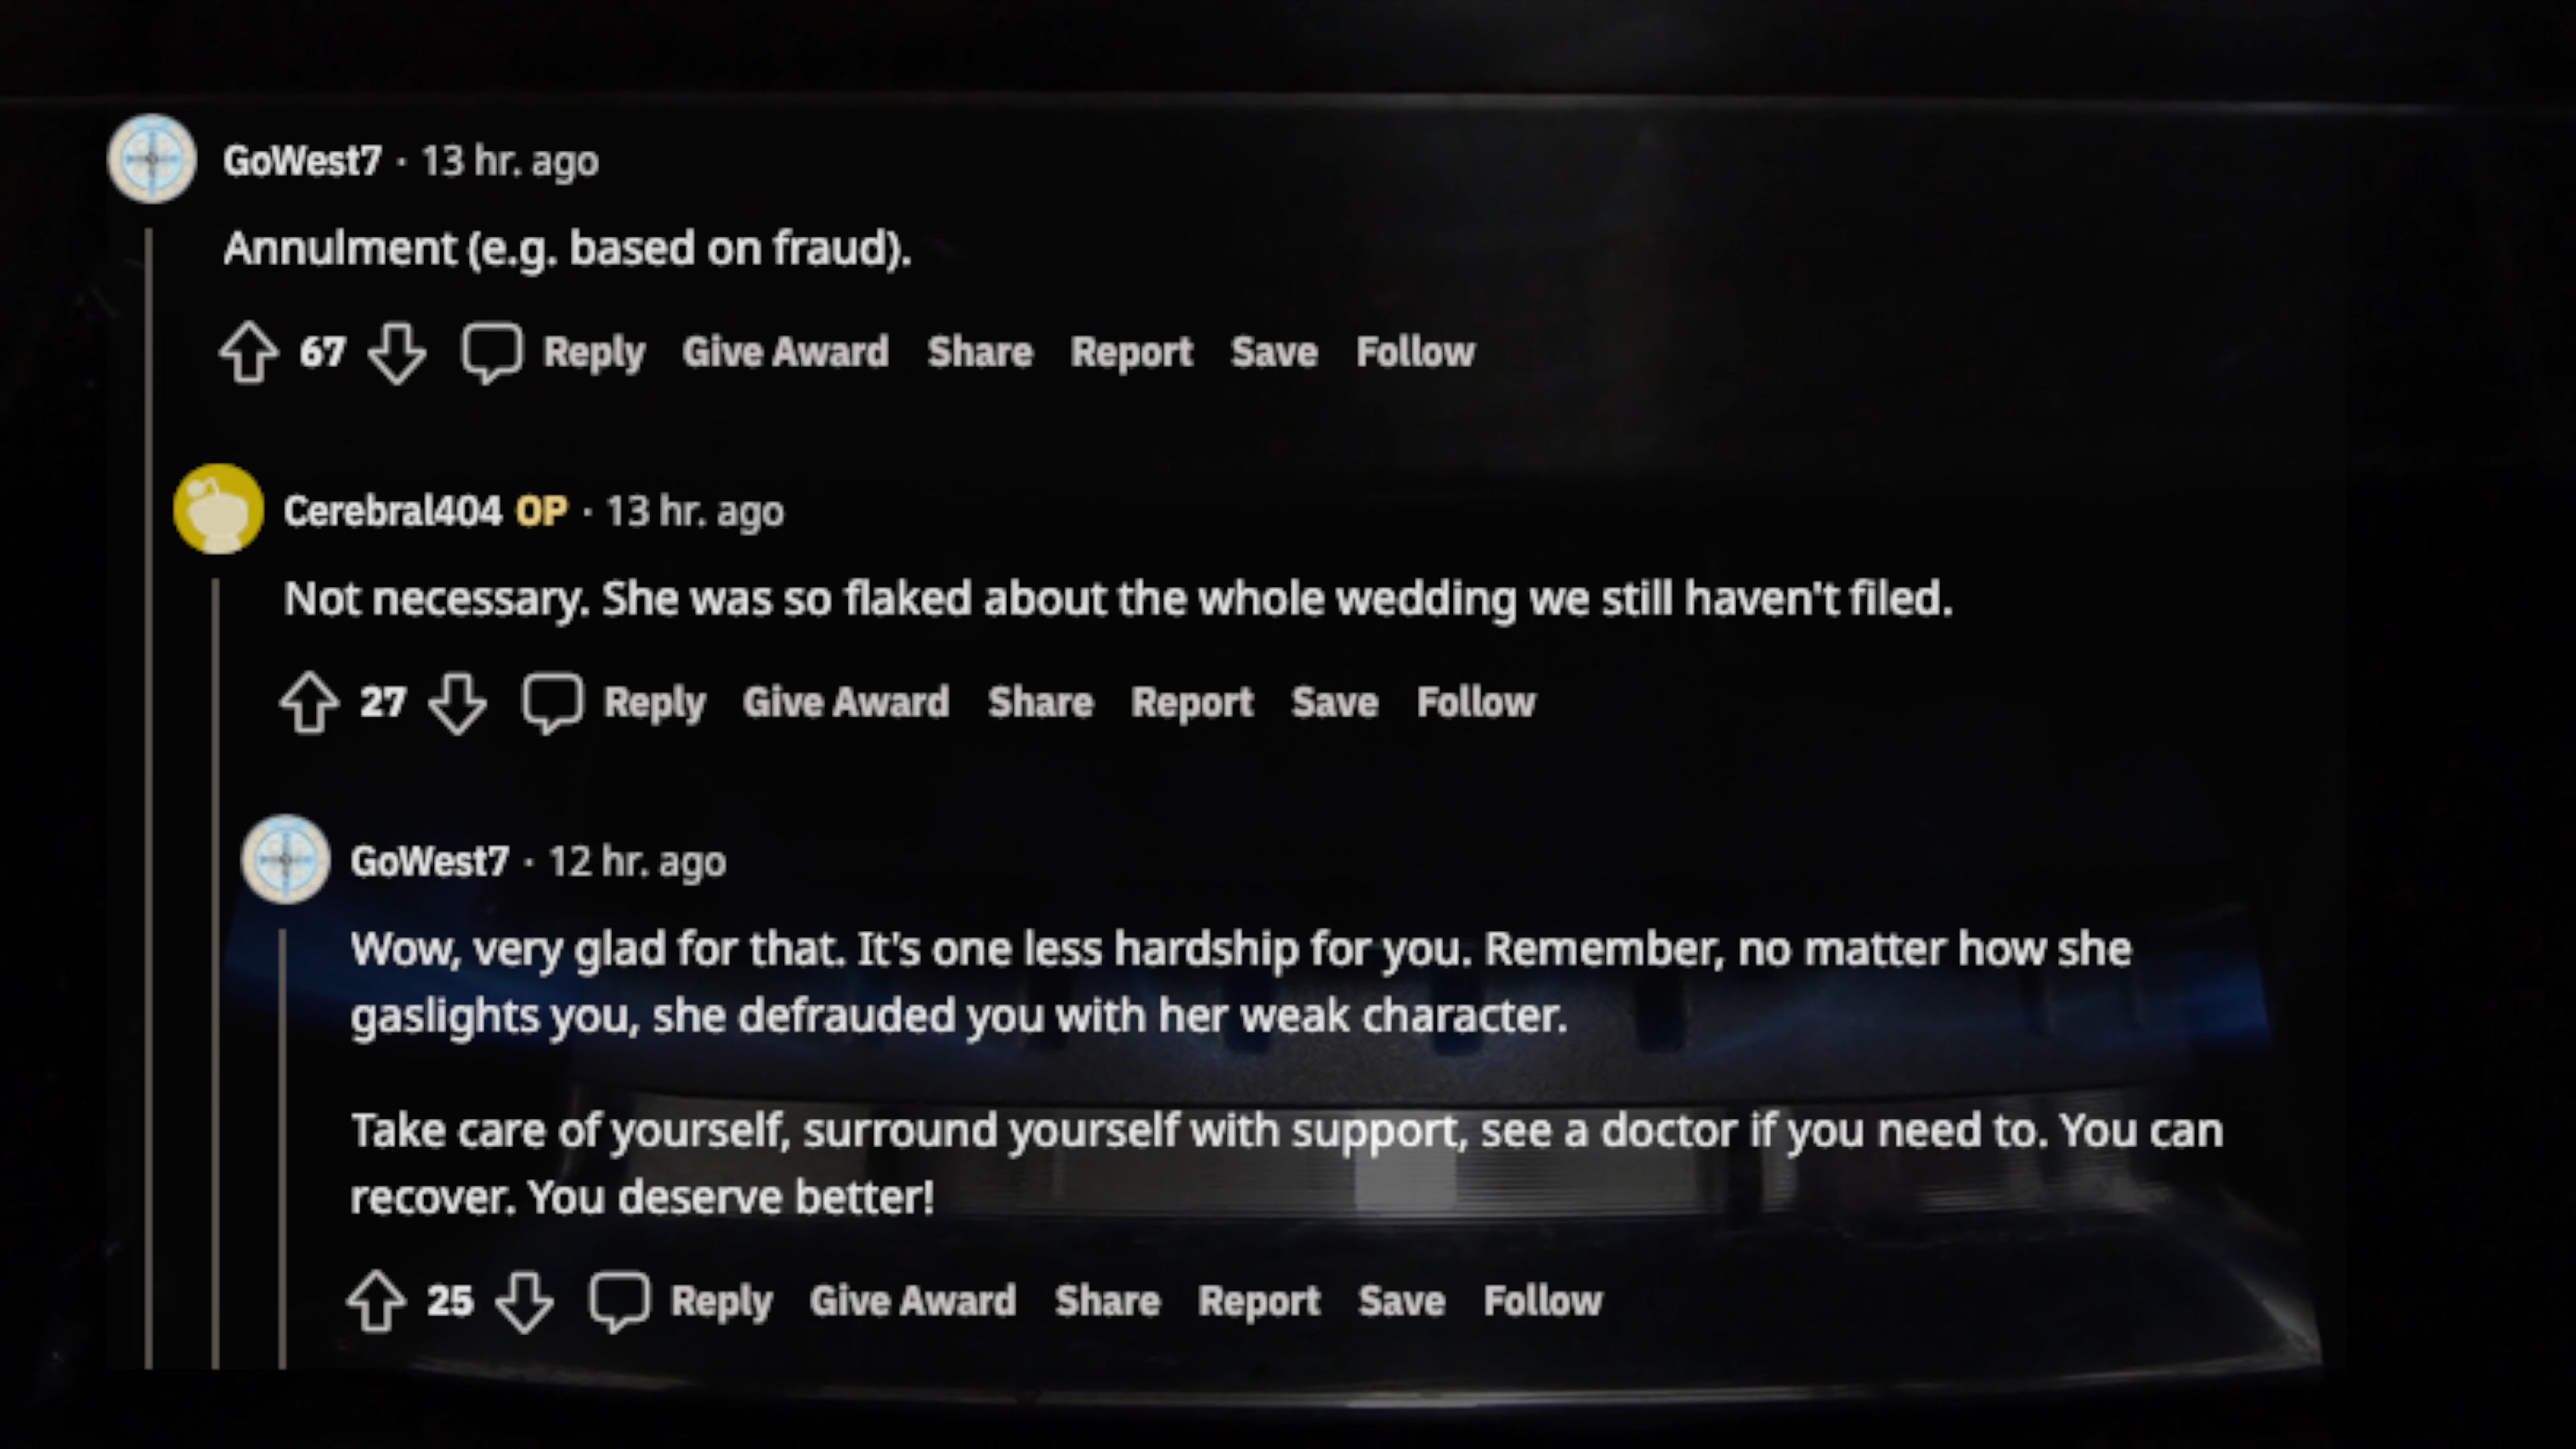 GoWest7 · 13 hr. ago
Annulment (e.g. based on fraud).
67 Reply Give Award Share Report Save Follow
Cerebral404 OP · 13 hr. ago
Not necessary. She was so flaked about the whole wedding we still haven't filed.
27 Reply Give Award Share Report Save Follow
GoWest7 · 12 hr. ago
Wow, very glad for that. It's one less hardship for you. Remember, no matter how she
gaslights you, she defrauded you with her weak character.
Take care of yourself, surround yourself with support, see a doctor if you need to. You can
recover. You deserve better!
25 Reply Give Award Share Report Save Follow